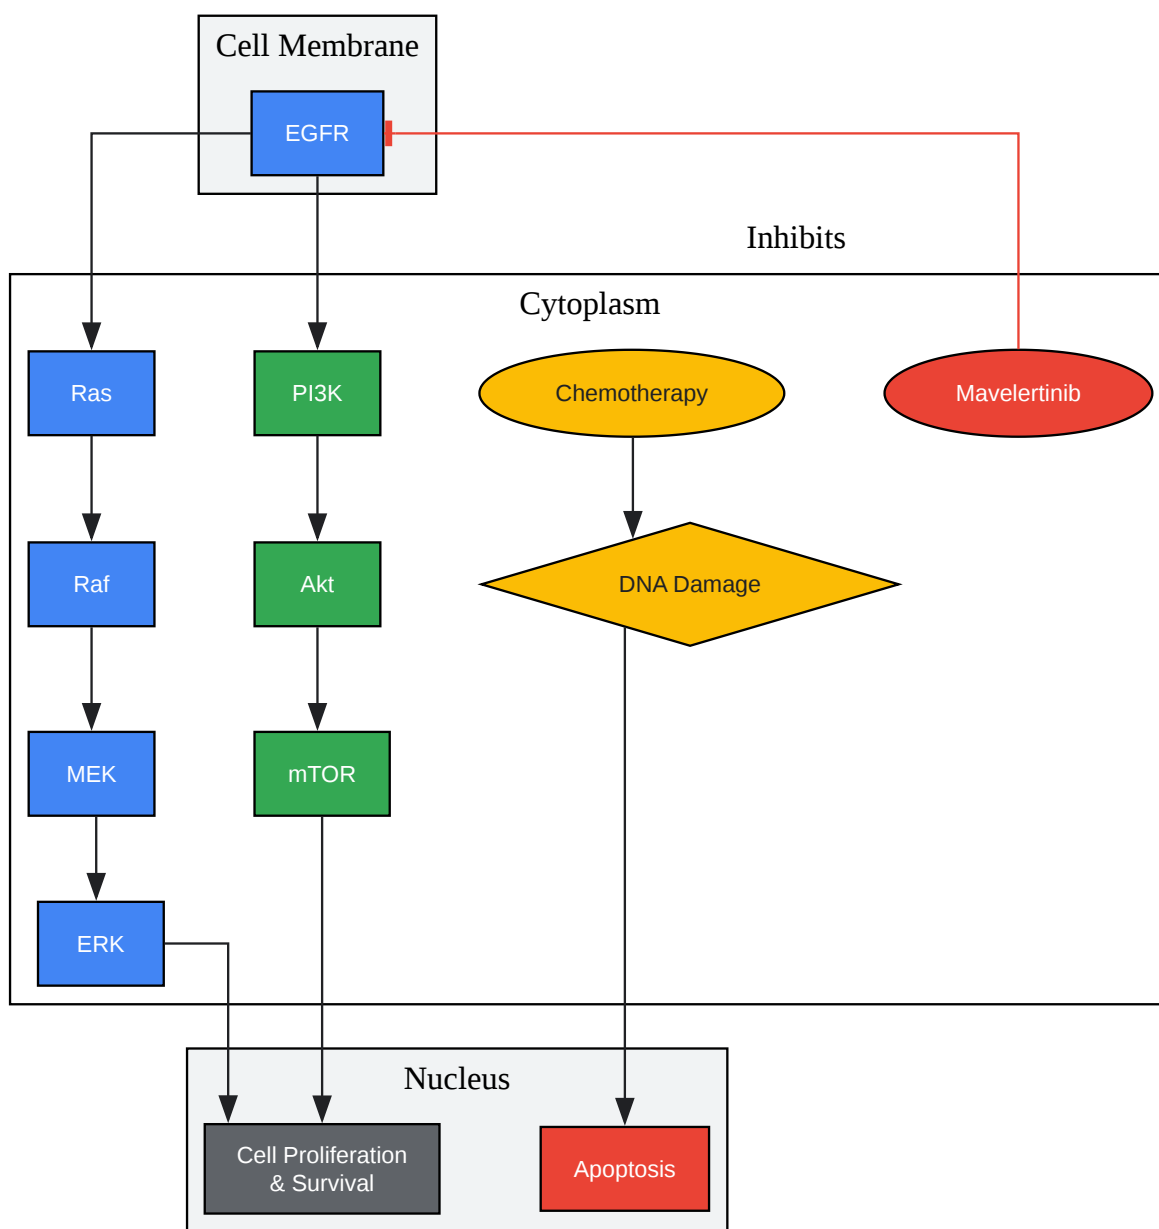 Cell Membrane
EGFR
Inhibits
Cytoplasm
Ras
PI3K
Chemotherapy
Mavelertinib
Raf
Akt
DNA Damage
MEK
mTOR
ERK
Nucleus
Cell Proliferation
& Survival
Apoptosis